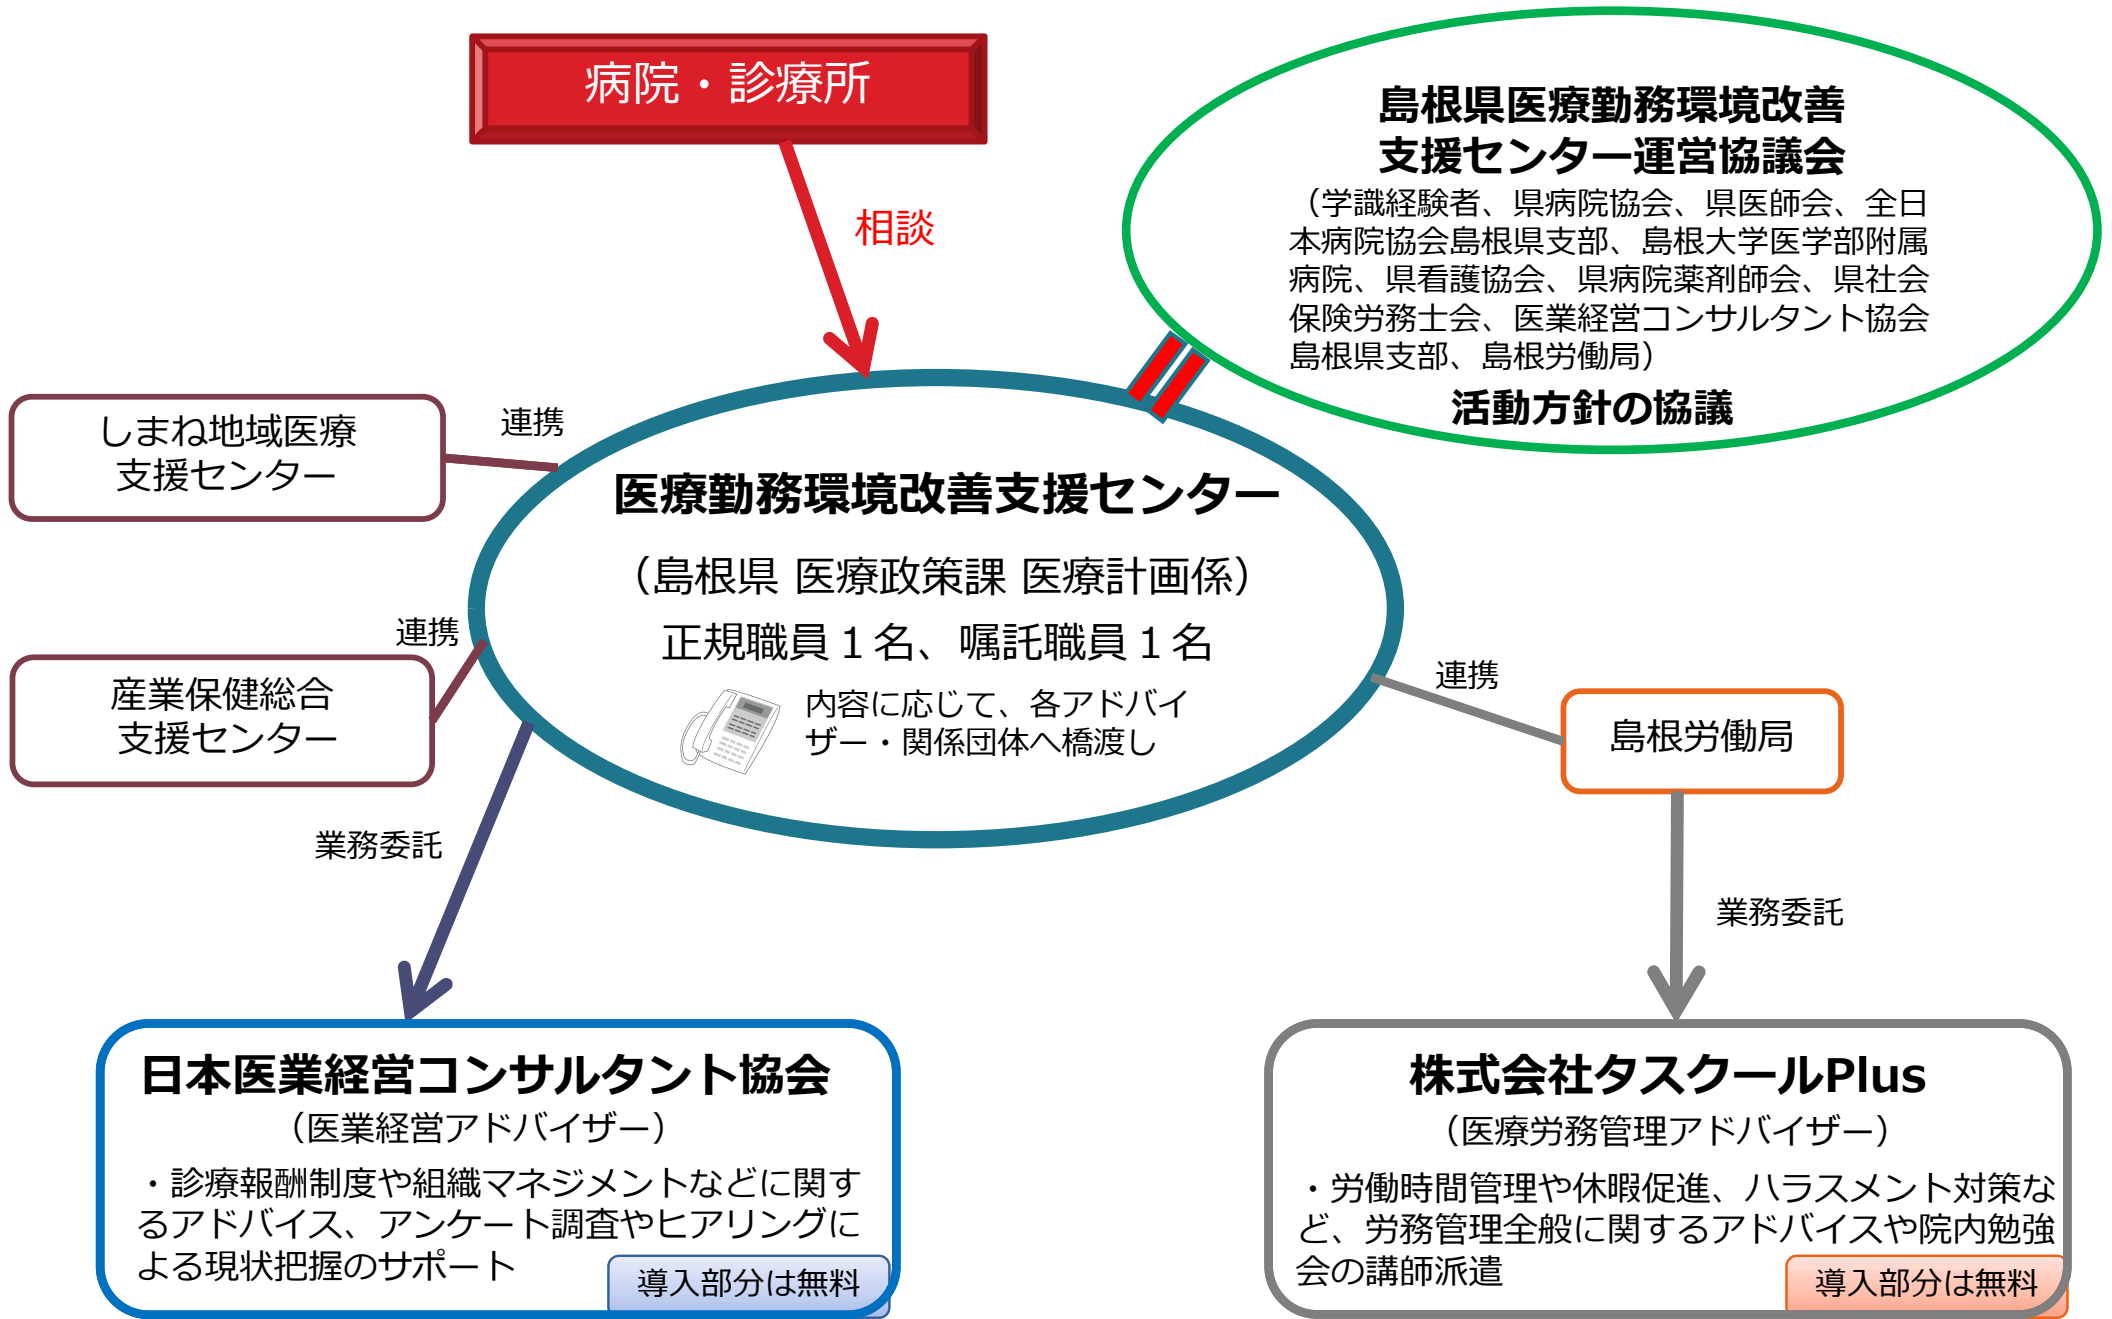 病院・診療所
相談
島根県医療勤務環境改善
支援センター運営協議会
（学識経験者、県病院協会、県医師会、全日
本病院協会島根県支部、島根大学医学部附属
病院、県看護協会、県病院薬剤師会、県社会
保険労務士会、医業経営コンサルタント協会
島根県支部、島根労働局）
活動方針の協議
しまね地域医療
支援センター
連携
医療勤務環境改善支援センター
（島根県 医療政策課 医療計画係）
正規職員１名、嘱託職員１名
内容に応じて、各アドバイ
ザー・関係団体へ橋渡し
連携
産業保健総合
支援センター
連携
島根労働局
業務委託
業務委託
日本医業経営コンサルタント協会
（医業経営アドバイザー）
・診療報酬制度や組織マネジメントなどに関す
るアドバイス、アンケート調査やヒアリングに
よる現状把握のサポート
導入部分は無料
株式会社タスクールPlus
（医療労務管理アドバイザー）
・労働時間管理や休暇促進、ハラスメント対策な
ど、労務管理全般に関するアドバイスや院内勉強
会の講師派遣
導入部分は無料